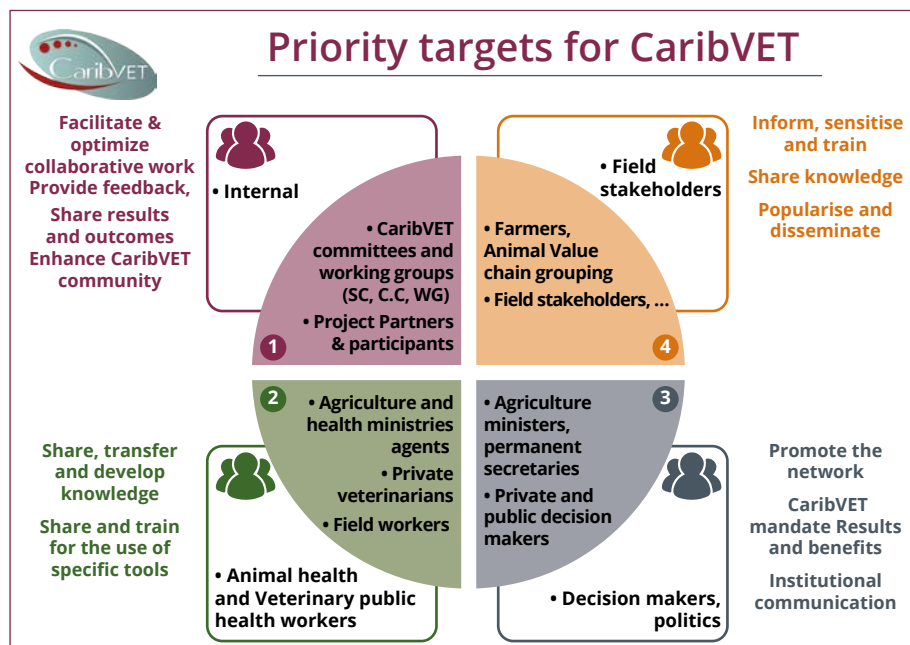 CaribVET
Priority targets for CaribVET
Facilitate &
optimize
collaborative work
Provide feedback,
Share results
and outcomes
Enhance CaribVET
community
• Internal
• CaribVET
committees and
working groups
(SC, C.C, WG)
• Project Partners
& participants
1
• Field
stakeholders
• Farmers,
Animal Value
chain grouping
• Field stakeholders, ...
4
Inform, sensitise
and train
Share knowledge
Popularise and
disseminate
Share, transfer
and develop
knowledge
Share and train
for the use of
specific tools
2
• Agriculture and
health ministries
agents
• Private
veterinarians
• Field workers
• Animal health
and Veterinary public
health workers
3
• Agriculture
ministers,
permanent
secretaries
• Private and
public decision
makers
• Decision makers,
politics
Promote the
network
CaribVET
mandate Results
and benefits
Institutional
communication